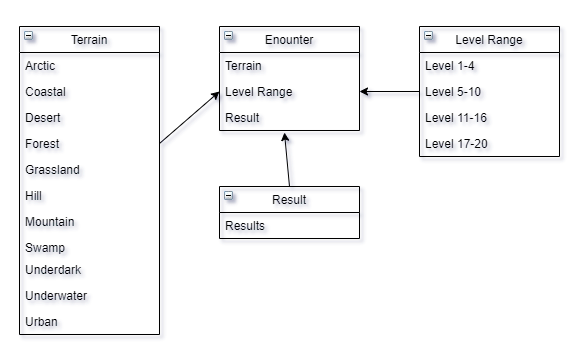 Terrain
Arctic
Coastal
Desert
Forest
Grassland
Hill
Mountain
Swamp
Underdark
Underwater
Urban
Enounter
Terrain
Level Range
Result
Level Range
Level 1-4
Level 5-10
Level 11-16
Level 17-20
Result
Results